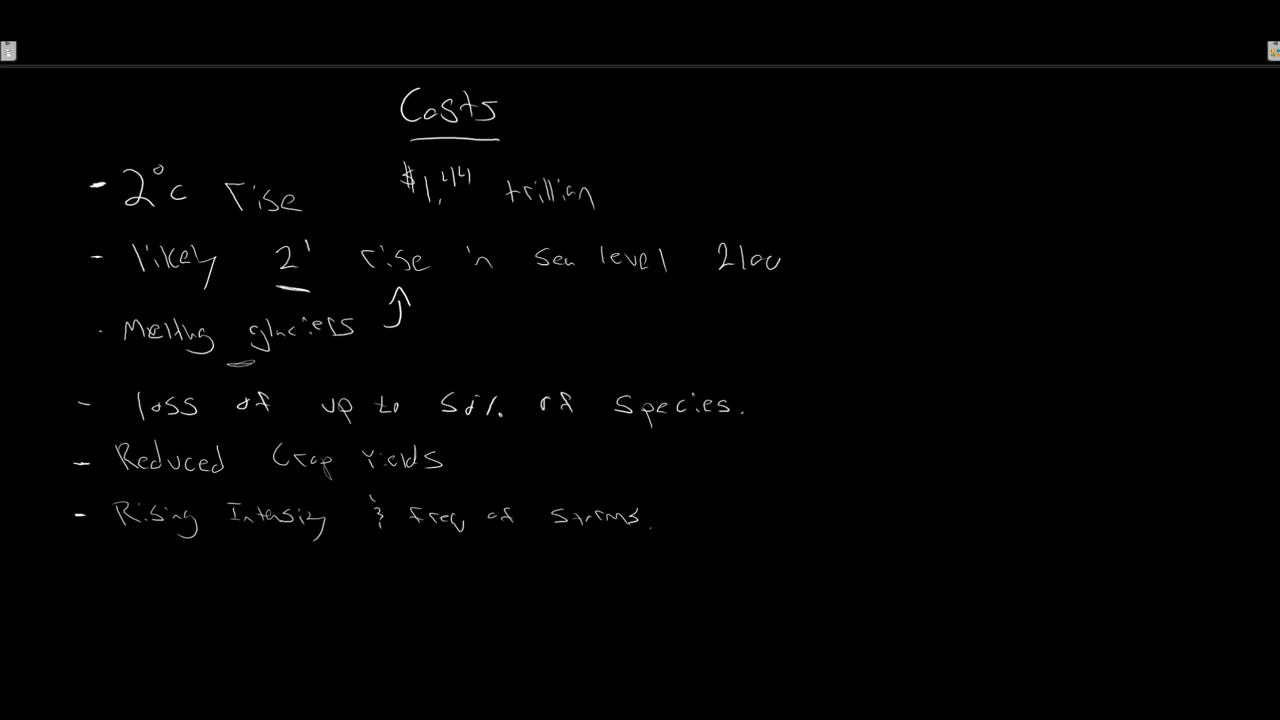 Costs
- 2°c rise $1.44 trillion
- likely 2' rise in sea level 2100
- Melting glaciers
- loss of up to 50% of species.
- Reduced Crop Yields
- Rising Intensity & freq of storms.